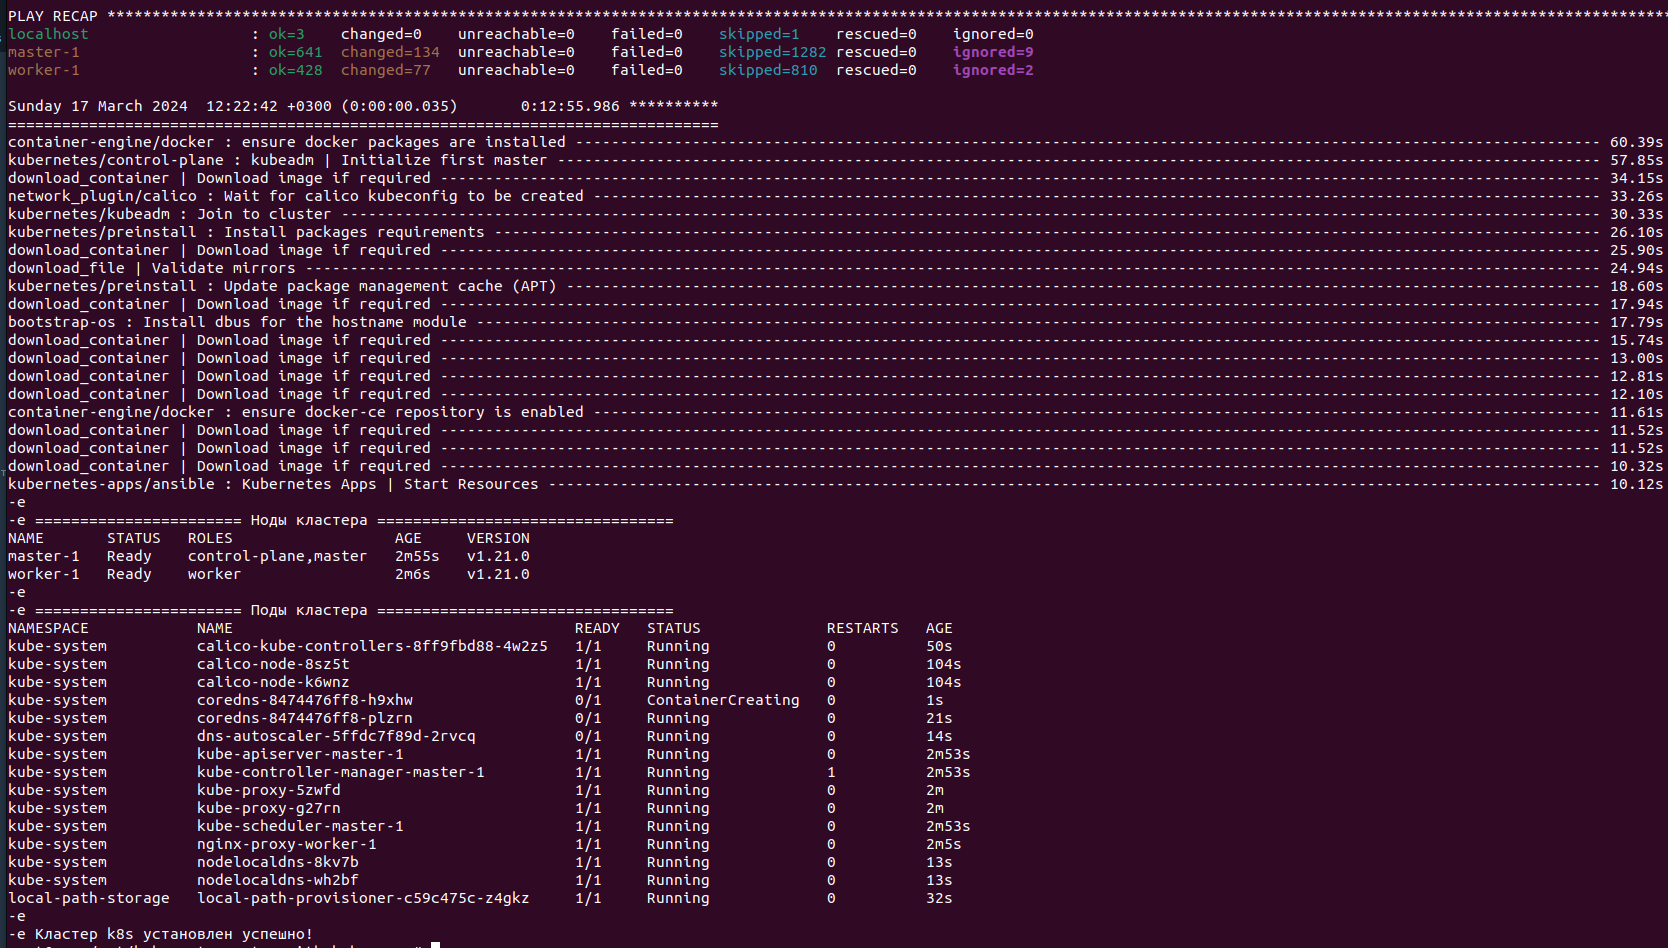 PLAY RECAP ****************************************************************************************************************************************************************************
localhost                  : ok=3    changed=0    unreachable=0    failed=0    skipped=1    rescued=0    ignored=0
master-1                   : ok=641  changed=134  unreachable=0    failed=0    skipped=1282 rescued=0    ignored=9
worker-1                   : ok=428  changed=77   unreachable=0    failed=0    skipped=810  rescued=0    ignored=2
Sunday 17 March 2024  12:22:42 +0300 (0:00:00.035)       0:12:55.986 **********
===============================================================================
container-engine/docker : ensure docker packages are installed ------------------------------------------------------------------------------------------------------------------ 60.39s
kubernetes/control-plane : kubeadm | Initialize first master -------------------------------------------------------------------------------------------------------------------- 57.85s
download_container | Download image if required --------------------------------------------------------------------------------------------------------------------------------- 34.15s
network_plugin/calico : Wait for calico kubeconfig to be created ---------------------------------------------------------------------------------------------------------------- 33.26s
kubernetes/kubeadm : Join to cluster -------------------------------------------------------------------------------------------------------------------------------------------- 30.33s
kubernetes/preinstall : Install packages requirements --------------------------------------------------------------------------------------------------------------------------- 26.10s
download_container | Download image if required --------------------------------------------------------------------------------------------------------------------------------- 25.90s
download_file | Validate mirrors ------------------------------------------------------------------------------------------------------------------------------------------------ 24.94s
kubernetes/preinstall : Update package management cache (APT) ------------------------------------------------------------------------------------------------------------------- 18.60s
download_container | Download image if required --------------------------------------------------------------------------------------------------------------------------------- 17.94s
bootstrap-os : Install dbus for the hostname module ----------------------------------------------------------------------------------------------------------------------------- 17.79s
download_container | Download image if required --------------------------------------------------------------------------------------------------------------------------------- 15.74s
download_container | Download image if required --------------------------------------------------------------------------------------------------------------------------------- 13.00s
download_container | Download image if required --------------------------------------------------------------------------------------------------------------------------------- 12.81s
download_container | Download image if required --------------------------------------------------------------------------------------------------------------------------------- 12.10s
container-engine/docker : ensure docker-ce repository is enabled ---------------------------------------------------------------------------------------------------------------- 11.61s
download_container | Download image if required --------------------------------------------------------------------------------------------------------------------------------- 11.52s
download_container | Download image if required --------------------------------------------------------------------------------------------------------------------------------- 11.52s
download_container | Download image if required --------------------------------------------------------------------------------------------------------------------------------- 10.32s
kubernetes-apps/ansible : Kubernetes Apps | Start Resources --------------------------------------------------------------------------------------------------------------------- 10.12s
-e
-e ======================= Ноды кластера =================================
NAME       STATUS   ROLES                  AGE     VERSION
master-1   Ready    control-plane,master   2m55s   v1.21.0
worker-1   Ready    worker                 2m6s    v1.21.0
-e
-e ======================= Поды кластера =================================
NAMESPACE            NAME                                      READY   STATUS              RESTARTS   AGE
kube-system          calico-kube-controllers-8ff9fbd88-4w2z5   1/1     Running             0          50s
kube-system          calico-node-8sz5t                         1/1     Running             0          104s
kube-system          calico-node-k6wnz                         1/1     Running             0          104s
kube-system          coredns-8474476ff8-h9xhw                  0/1     ContainerCreating   0          1s
kube-system          coredns-8474476ff8-plzrn                  0/1     Running             0          21s
kube-system          dns-autoscaler-5ffdc7f89d-2rvcq           0/1     Running             0          14s
kube-system          kube-apiserver-master-1                   1/1     Running             0          2m53s
kube-system          kube-controller-manager-master-1          1/1     Running             1          2m53s
kube-system          kube-proxy-5zwfd                          1/1     Running             0          2m
kube-system          kube-proxy-g27rn                          1/1     Running             0          2m
kube-system          kube-scheduler-master-1                   1/1     Running             0          2m53s
kube-system          nginx-proxy-worker-1                      1/1     Running             0          2m5s
kube-system          nodelocaldns-8kv7b                        1/1     Running             0          13s
kube-system          nodelocaldns-wh2bf                        1/1     Running             0          13s
local-path-storage   local-path-provisioner-c59c475c-z4gkz     1/1     Running             0          32s
-e
-e Кластер k8s установлен успешно!